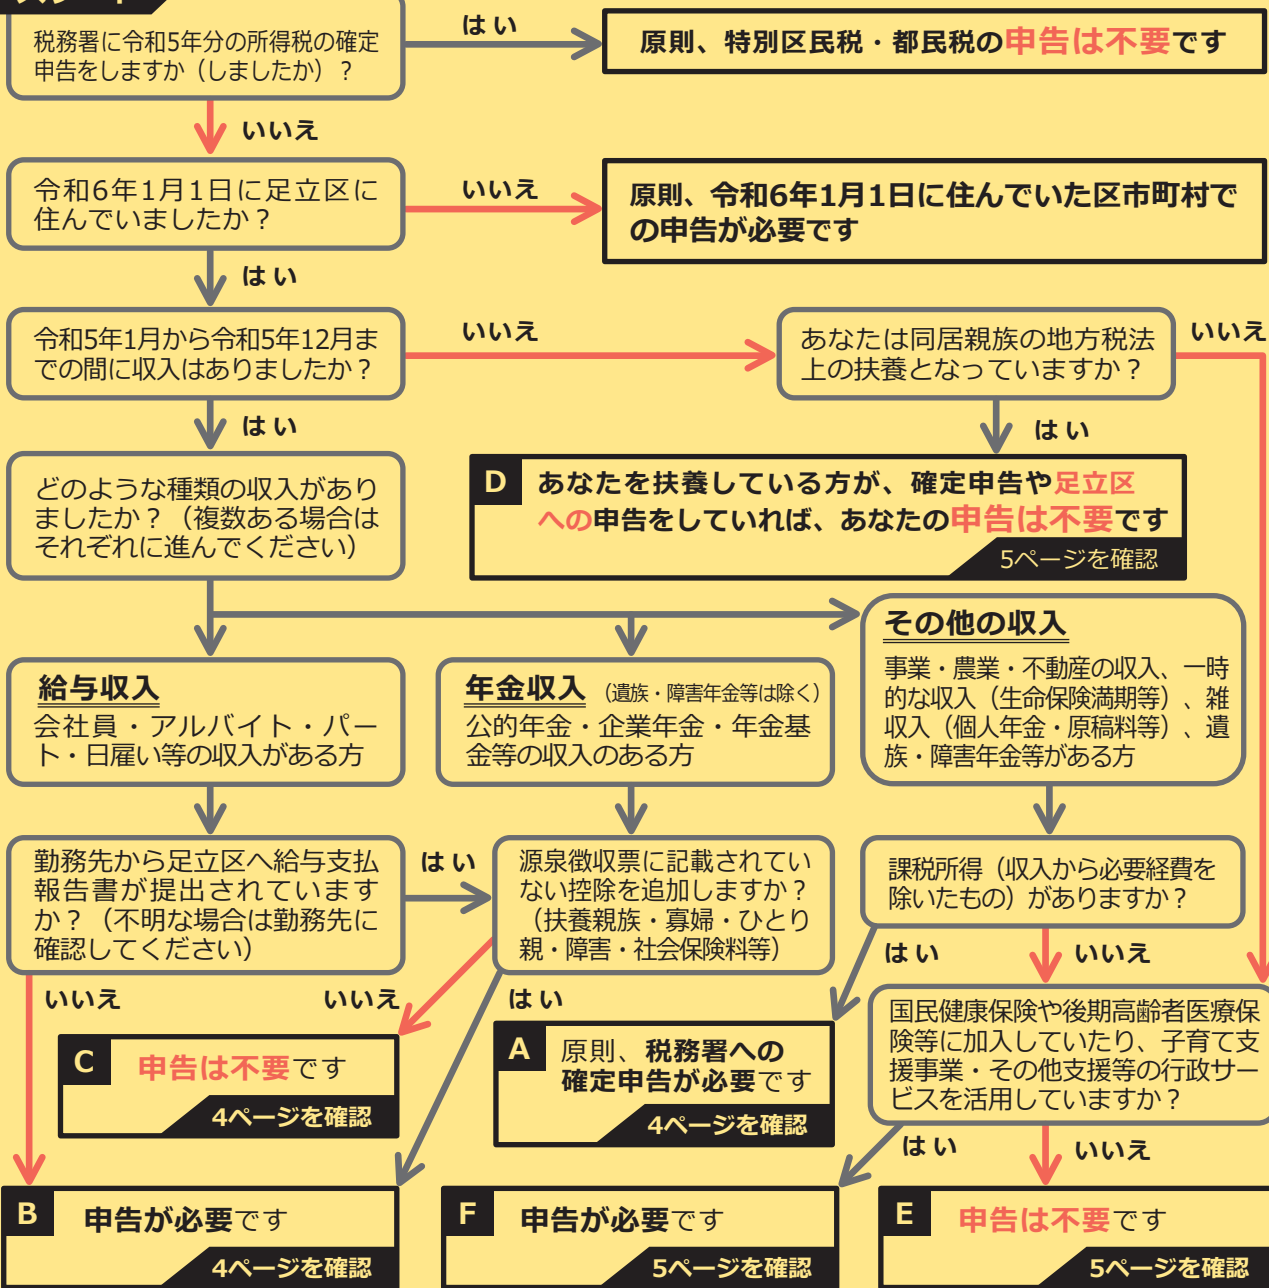 税務署に令和5年分の所得税の確定
申告をしますか（しましたか）？
はい
原則、特別区民税・都民税の申告は不要です
いいえ
令和6年1月1日に足立区に
住んでいましたか？
いいえ
原則、令和6年1月1日に住んでいた区市町村で
の申告が必要です
はい
令和5年1月から令和5年12月ま
での間に収入はありましたか？
いいえ
あなたは同居親族の地方税法
上の扶養となっていますか？
いいえ
はい
はい
どのような種類の収入があり
ましたか？（複数ある場合は
それぞれに進んでください）
D
あなたを扶養している方が、確定申告や足立区
への申告をしていれば、あなたの申告は不要です
5ページを確認
給与収入
会社員・アルバイト・パー
ト・日雇い等の収入がある方
年金収入（遺族・障害年金等は除く）
公的年金・企業年金・年金基
金等の収入のある方
その他の収入
事業・農業・不動産の収入、一時
的な収入（生命保険満期等）、雑
収入（個人年金・原稿料等）、遺
族・障害年金等がある方
勤務先から足立区へ給与支払
報告書が提出されています
か？（不明な場合は勤務先に
確認してください）
はい
源泉徴収票に記載されてい
ない控除を追加しますか？
（扶養親族・寡婦・ひとり
親・障害・社会保険料等）
課税所得（収入から必要経費を
除いたもの）がありますか？
はい
いいえ
いいえ
いいえ
はい
C
申告は不要です
4ページを確認
A
原則、税務署への
確定申告が必要です
4ページを確認
国民健康保険や後期高齢者医療保
険等に加入していたり、子育て支
援事業・その他支援等の行政サー
ビスを活用していますか？
はい
いいえ
B
申告が必要です
4ページを確認
F
申告が必要です
5ページを確認
E
申告は不要です
5ページを確認